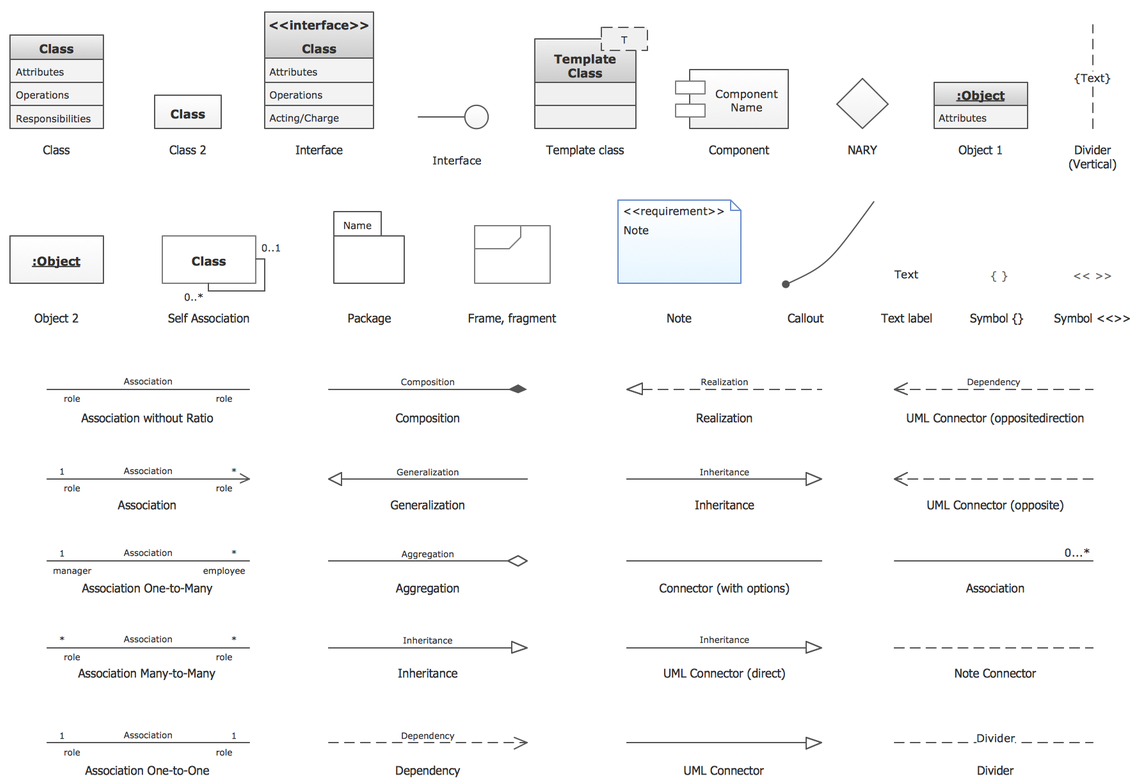 Class
Attributes
Operations
Responsibilities
Class
Class
Class 2
<<interface>>
Class
Attributes
Operations
Acting/Charge
Interface
Interface
T
Template
Class
Template class
Component
Name
Component
NARY
:Object
Attributes
Object 1
{Text}
Divider
(Vertical)
:Object
Object 2
Class
0..1
0..*
Self Association
Name
Package
Frame, fragment
<<requirement>>
Note
Note
Callout
Text
Text label
{ }
Symbol {}
<< >>
Symbol <<>>
Association
role role
Association without Ratio
Composition
Composition
Realization
Realization
Dependency
UML Connector (oppositedirection
1 Association *
role role
Association
Generalization
Generalization
Inheritance
Inheritance
UML Connector (opposite)
1 Association *
manager employee
Association One-to-Many
Aggregation
Aggregation
Connector (with options)
0...*
Association
* Association *
role role
Association Many-to-Many
Inheritance
Inheritance
Inheritance
UML Connector (direct)
Note Connector
1 Association 1
role role
Association One-to-One
Dependency
Dependency
UML Connector
Divider
Divider